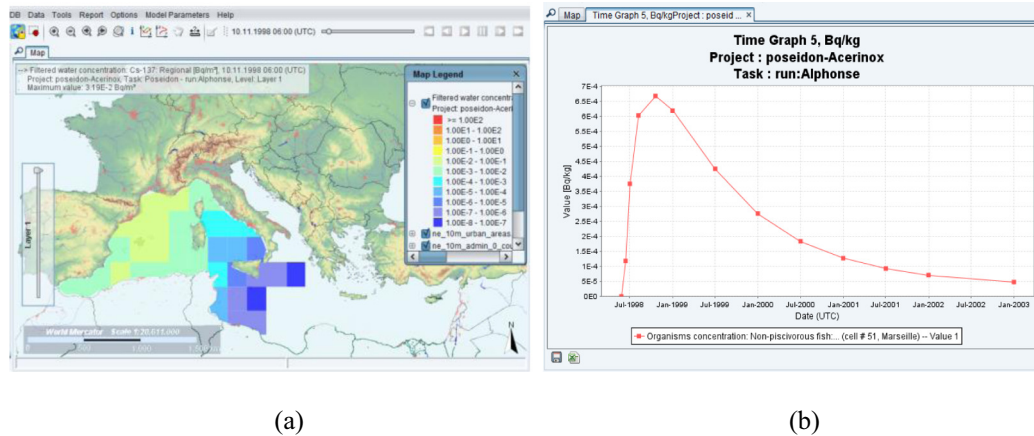 DB Data Tools Report Options Model Parameters Help
10.11.1998 06:00 (UTC)
Map
--> Filtered water concentration: Cs-137: Regional [Bq/m³], 10.11.1998 06:00 (UTC)
Project: poseidon-Acerinox, Task: Poseidon - run:Alphonse, Level: Layer 1
Maximum value: 3.19E-2 Bq/m³
Map Legend
Filtered water concentra
Project: poseidon-Acerin
>= 1.00E2
1.00E1 - 1.00E2
1.00E0 - 1.00E1
1.00E-1 - 1.00E0
1.00E-2 - 1.00E-1
1.00E-3 - 1.00E-2
1.00E-4 - 1.00E-3
1.00E-5 - 1.00E-4
1.00E-6 - 1.00E-5
1.00E-7 - 1.00E-6
1.00E-8 - 1.00E-7
ne_10m_urban_areas
ne_10m_admin_0_cou
Layer 1
World Mercator
N
(a)
Map Time Graph 5, Bq/kgProject : poseid ...
Time Graph 5, Bq/kg
Project : poseidon-Acerinox
Task : run:Alphonse
Value [Bq/kg]
7E-4
6.5E-4
6E-4
5.5E-4
5E-4
4.5E-4
4E-4
3.5E-4
3E-4
2.5E-4
2E-4
1.5E-4
1E-4
5E-5
0E0
Jul-1998 Jan-1999 Jul-1999 Jan-2000 Jul-2000 Jan-2001 Jul-2001 Jan-2002 Jul-2002 Jan-2003
Date (UTC)
Organisms concentration: Non-piscivorous fish:... (cell # 51, Marseille) -- Value 1
(b)